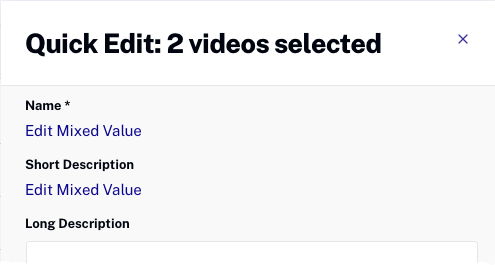 Quick Edit: 2 videos selected
Name *
Edit Mixed Value
Short Description
Edit Mixed Value
Long Description